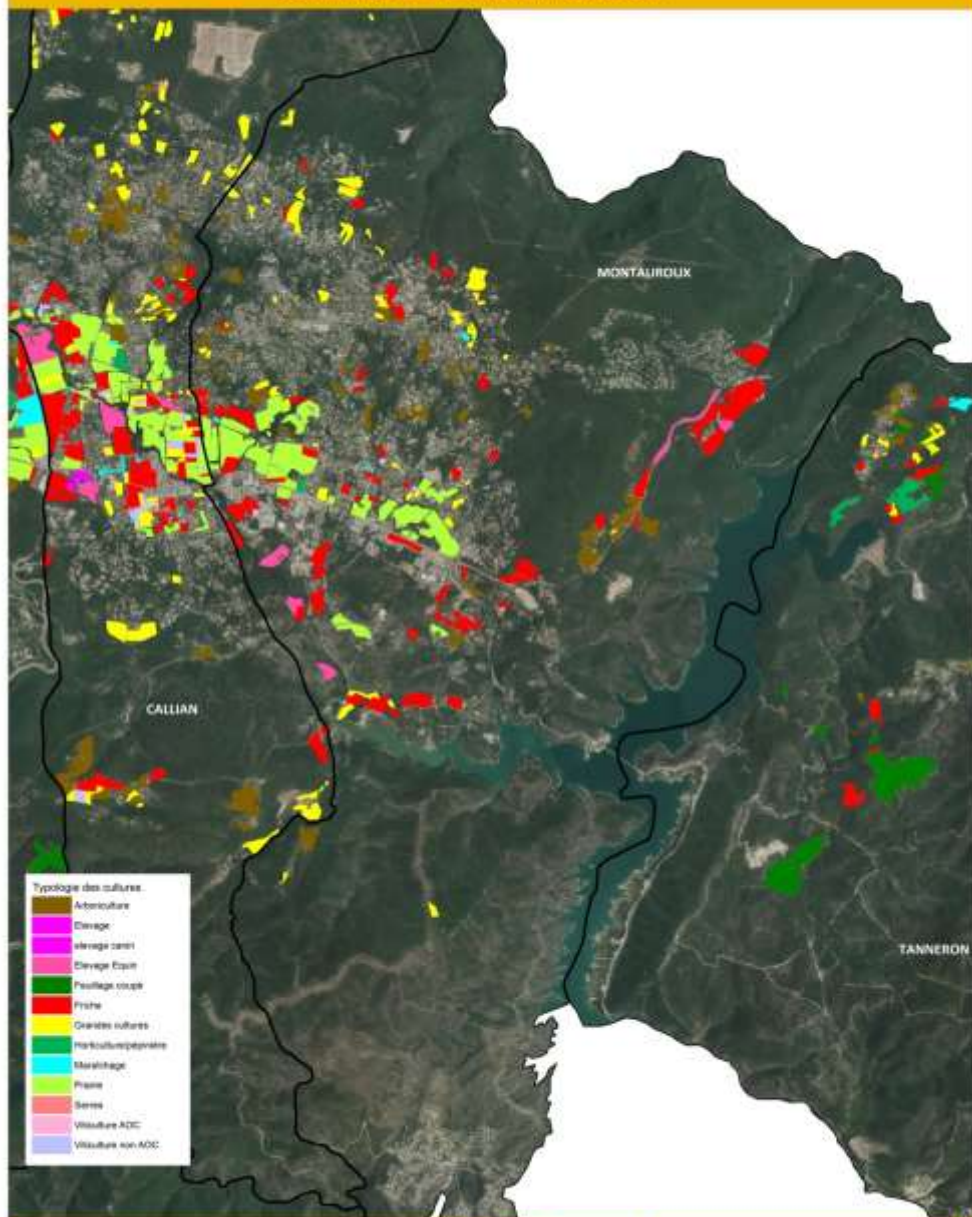 MONTAUROUX
CALLIAN
TANNERON
Typologie des cultures
Arboriculture
Elevage
elevage canin
Elevage Equin
Feuillage coupé
Friche
Grandes cultures
Horticulture/pépinière
Maraîchage
Prairie
Serres
Viticulture AOC
Viticulture non AOC